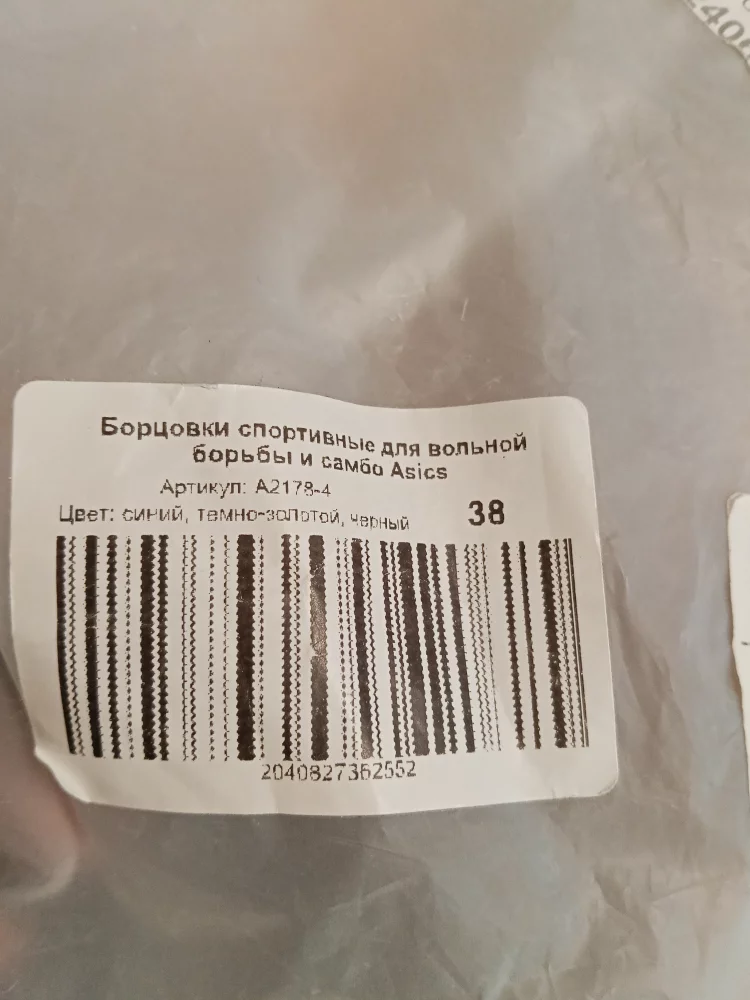 Борцовки спортивные для вольной
борьбы и самбо Asics
Артикул: A2178-4
Цвет: синий, темно-золотой, черный 38
2040827362552